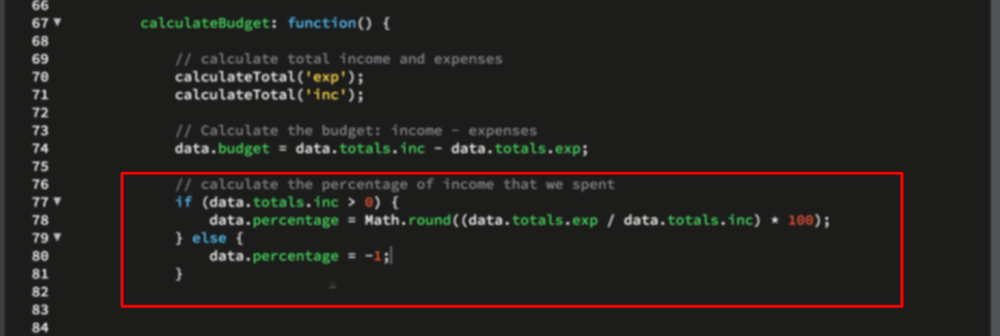 66
67 calculateBudget: function() {
68
69 // calculate total income and expenses
70 calculateTotal('exp');
71 calculateTotal('inc');
72
73 // Calculate the budget: income - expenses
74 data.budget = data.totals.inc - data.totals.exp;
75
76 // calculate the percentage of income that we spent
77 if (data.totals.inc > 0) {
78 data.percentage = Math.round((data.totals.exp / data.totals.inc) * 100);
79 } else {
80 data.percentage = -1;
81 }
82
83
84